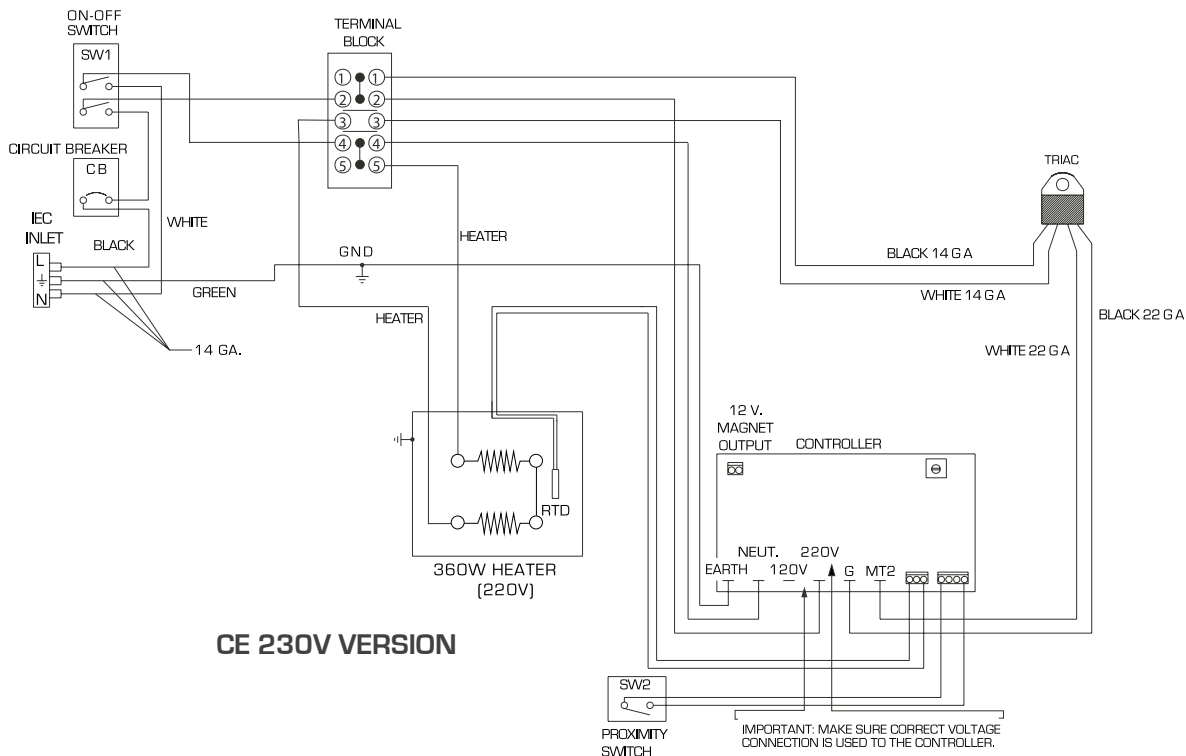 ON-OFF
SWITCH
SW1
TERMINAL
BLOCK
1 1
2 2
3 3
4 4
5 5
CIRCUIT BREAKER
CB
IEC
INLET
L
N
BLACK
WHITE
GREEN
14 GA.
GND
HEATER
HEATER
TRIAC
BLACK 14 GA
WHITE 14 GA
BLACK 22 GA
WHITE 22 GA
RTD
360W HEATER
(220V)
12 V.
MAGNET
OUTPUT
CONTROLLER
EARTH NEUT. 120V 220V G MT2
CE 230V VERSION
SW2
PROXIMITY
SWITCH
IMPORTANT: MAKE SURE CORRECT VOLTAGE
CONNECTION IS USED TO THE CONTROLLER.